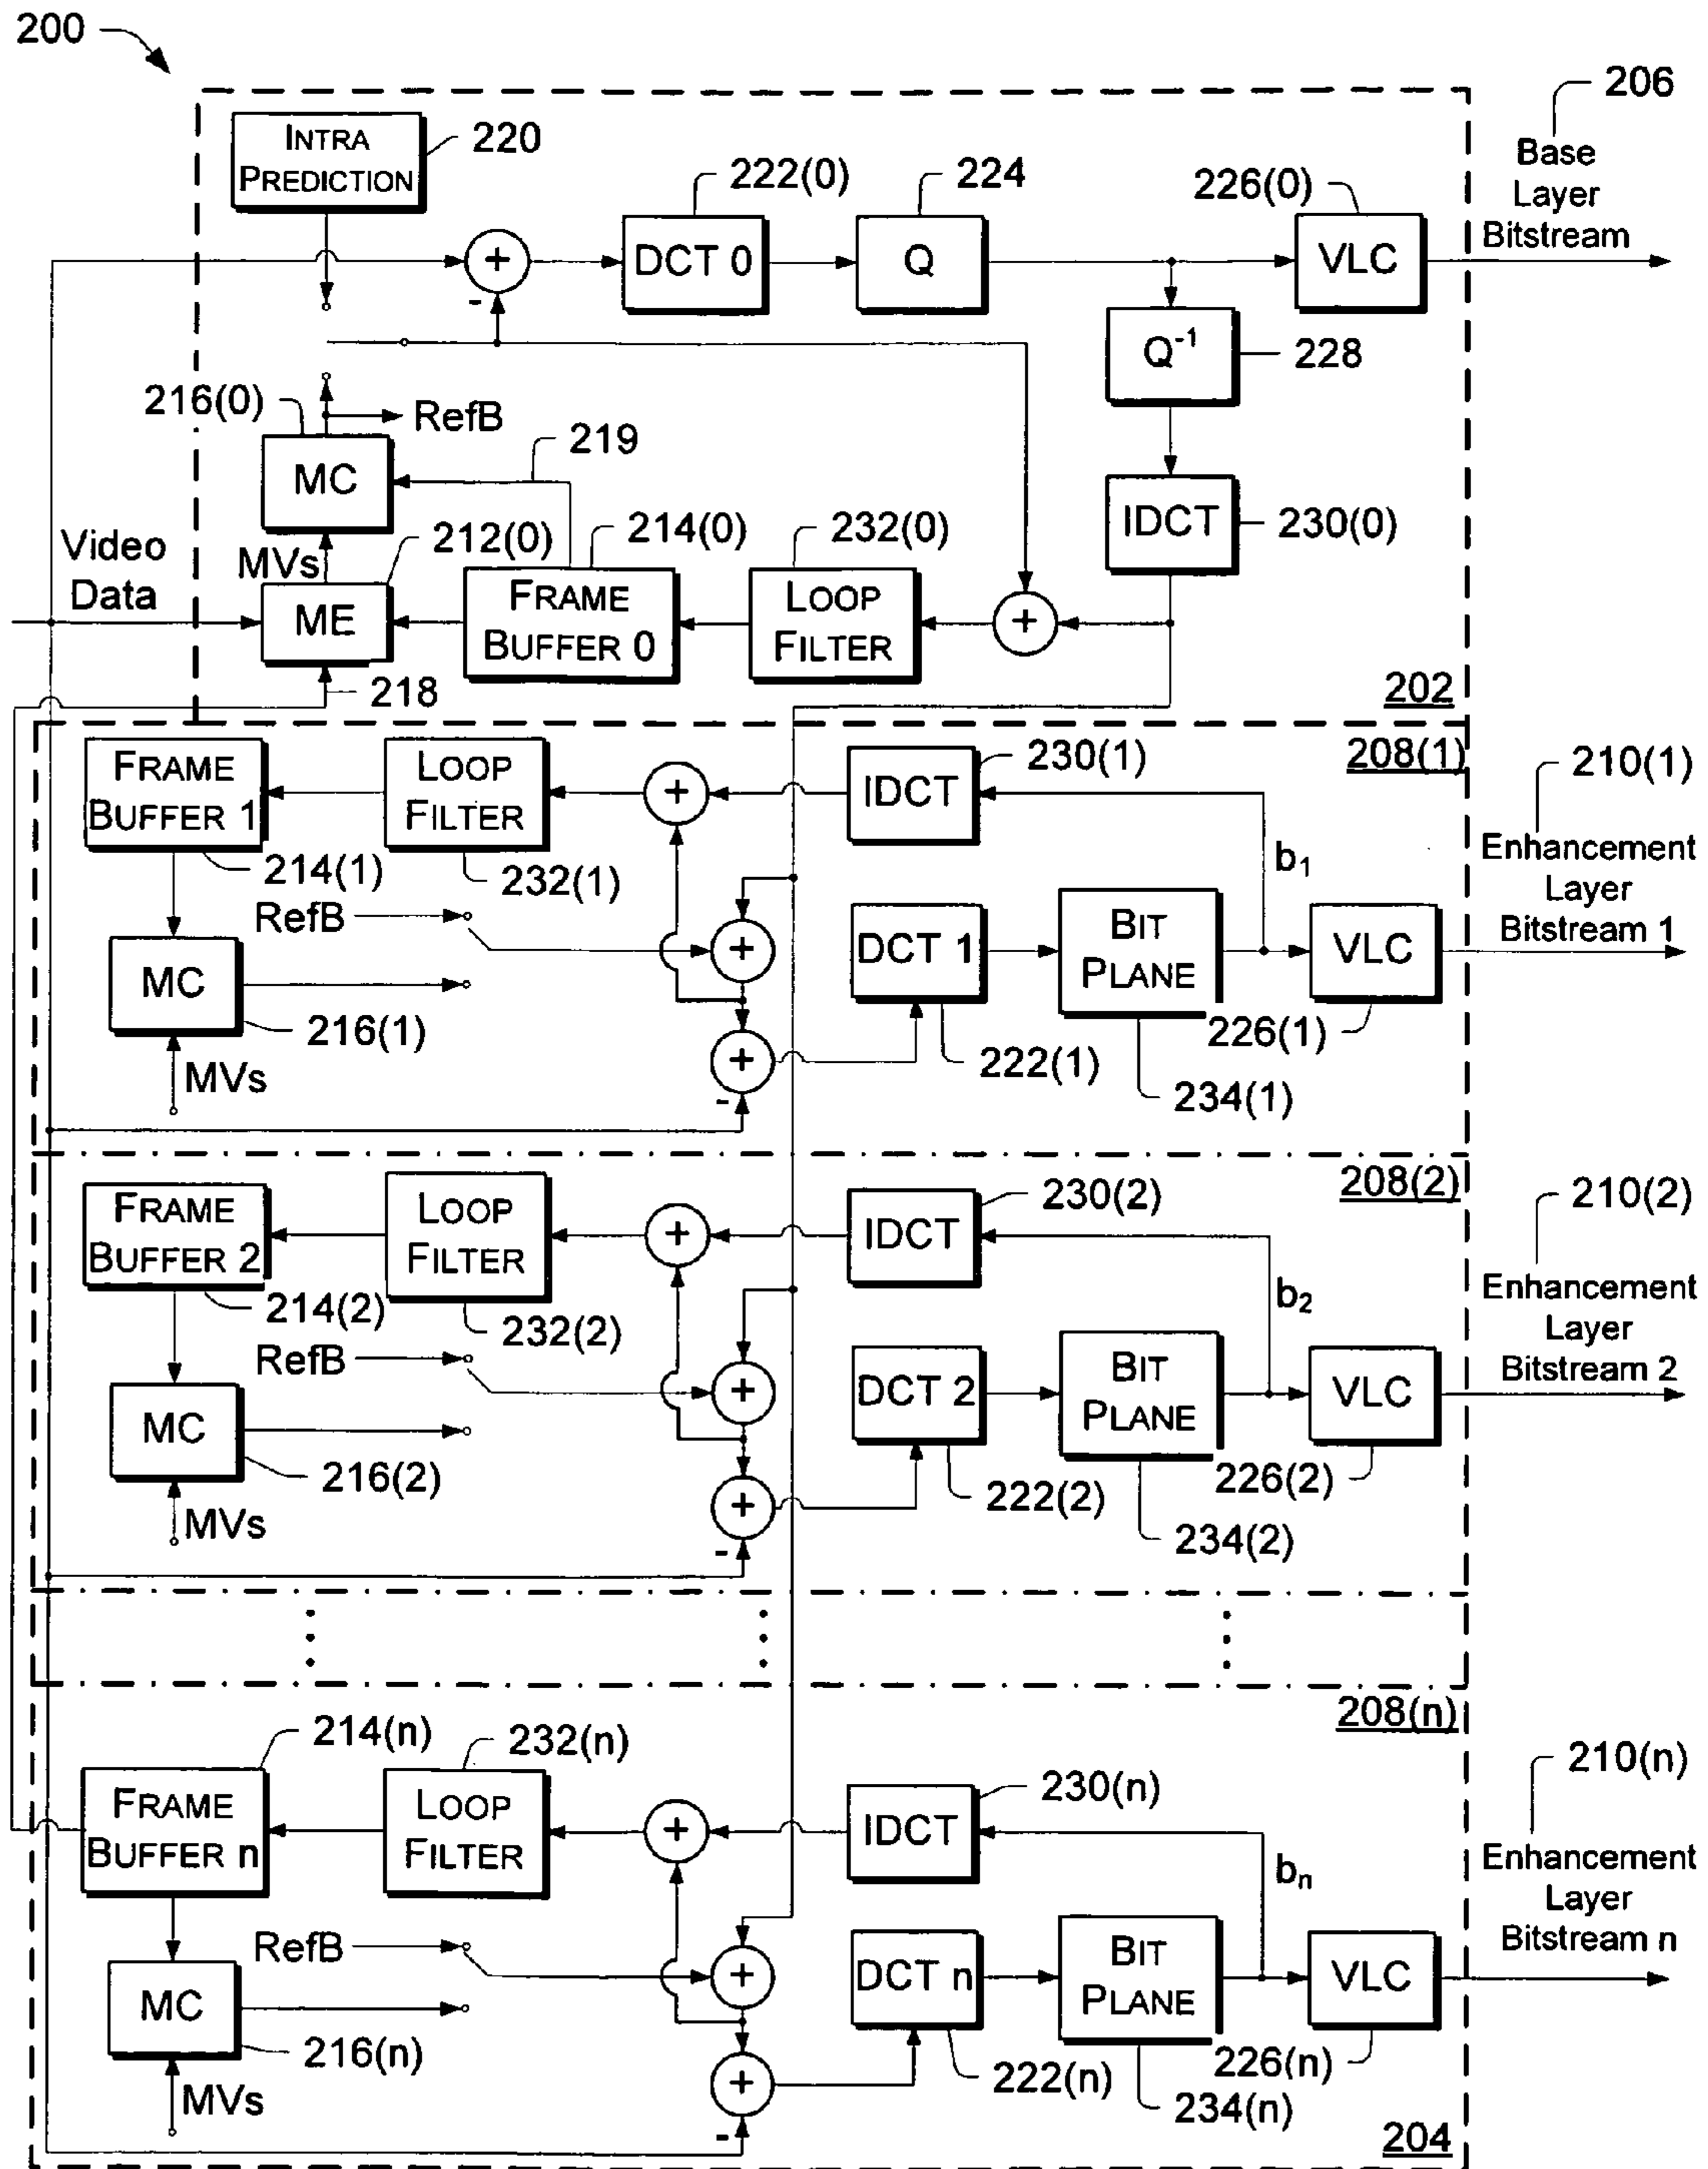 200
206
Base
Layer
Bitstream
INTRA
PREDICTION
220
222(0)
224
226(0)
+
-
DCT 0
Q
VLC
Q-1
228
216(0)
RefB
219
MC
IDCT
230(0)
Video
Data
MVs
212(0)
214(0)
232(0)
ME
FRAME
BUFFER 0
LOOP
FILTER
+
218
202
208(1)
210(1)
Enhancement
Layer
Bitstream 1
FRAME
BUFFER 1
LOOP
FILTER
+
IDCT
230(1)
b1
214(1)
232(1)
RefB
+
DCT 1
BIT
PLANE
VLC
MC
216(1)
MVs
+
-
222(1)
226(1)
234(1)
208(2)
210(2)
Enhancement
Layer
Bitstream 2
FRAME
BUFFER 2
LOOP
FILTER
+
IDCT
230(2)
b2
214(2)
232(2)
RefB
+
DCT 2
BIT
PLANE
VLC
MC
216(2)
MVs
+
-
222(2)
226(2)
234(2)
208(n)
210(n)
Enhancement
Layer
Bitstream n
214(n)
232(n)
FRAME
BUFFER n
LOOP
FILTER
+
IDCT
230(n)
bn
RefB
+
DCT n
BIT
PLANE
VLC
MC
216(n)
MVs
+
-
222(n)
226(n)
234(n)
204